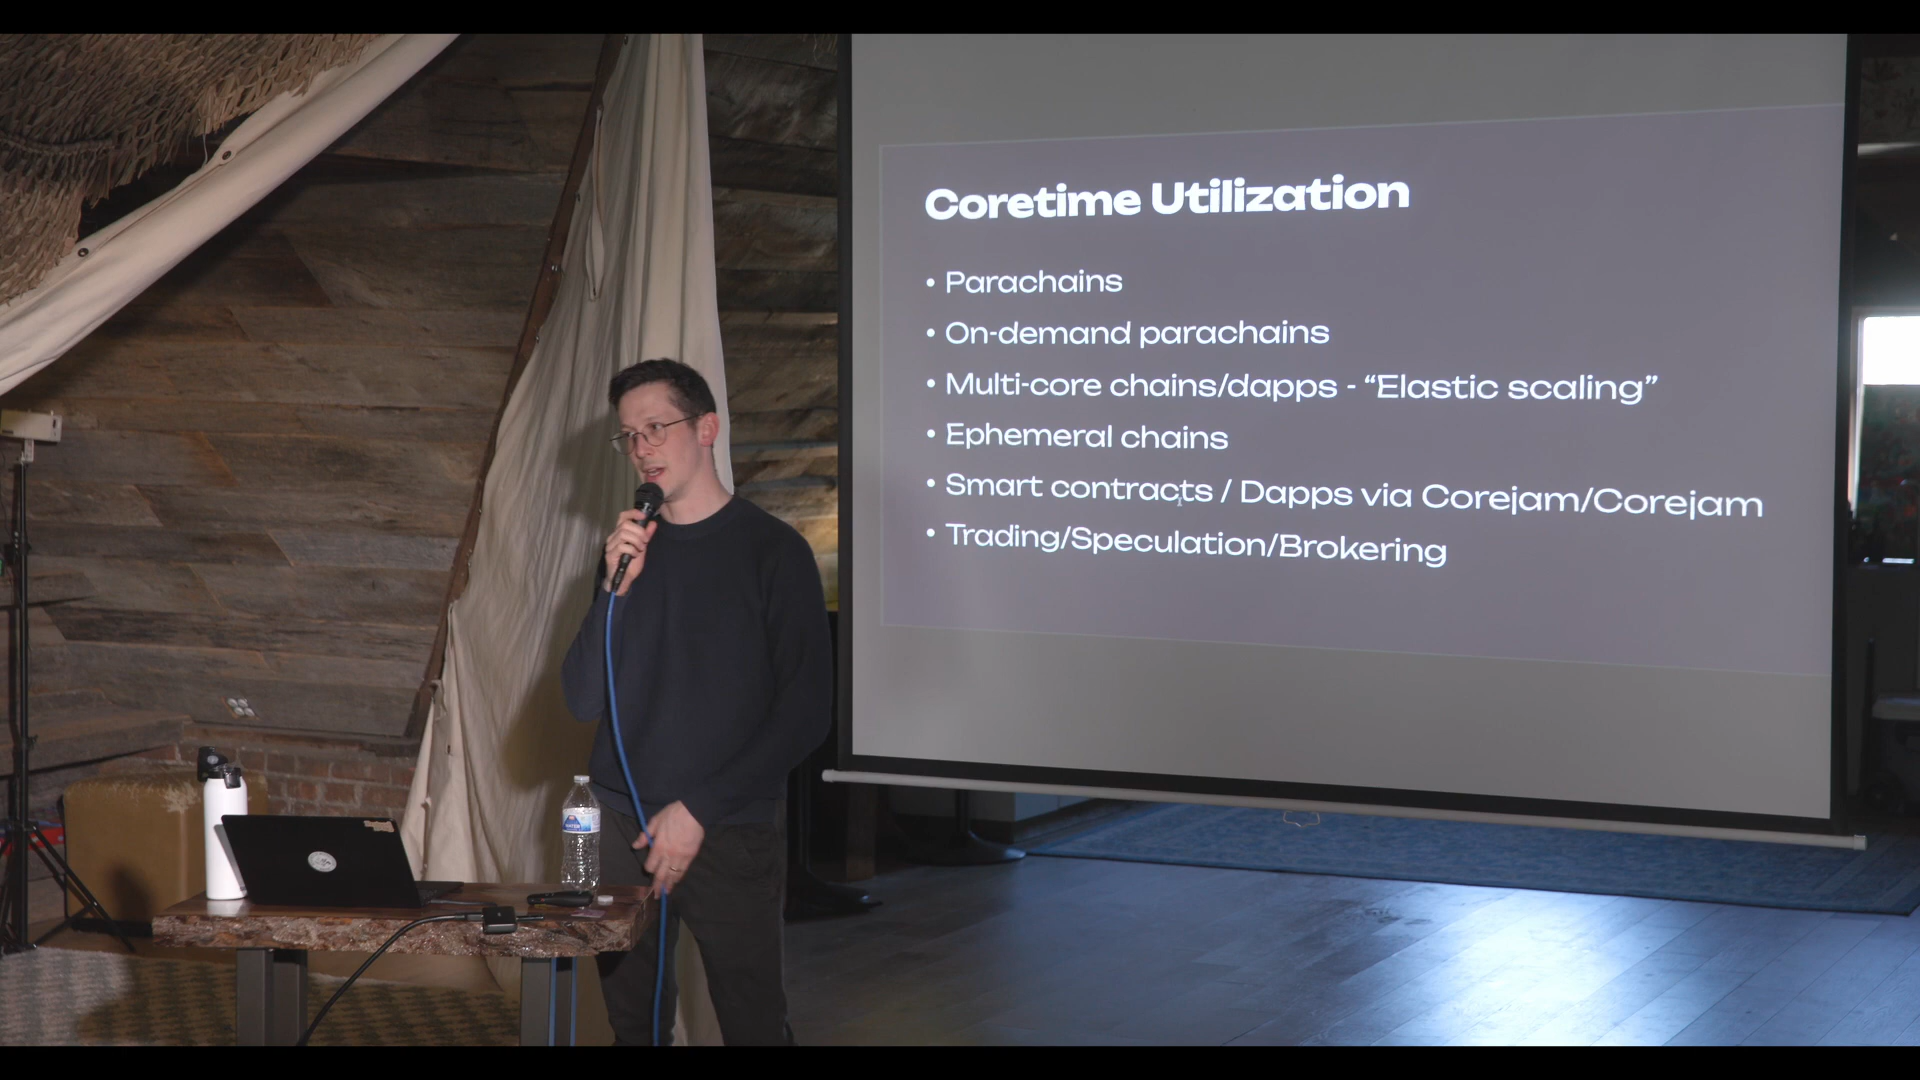 Coretime Utilization
• Parachains
• On-demand parachains
• Multi-core chains/dapps - “Elastic scaling”
• Ephemeral chains
• Smart contracts / Dapps via Corejam/Corejam
• Trading/Speculation/Brokering